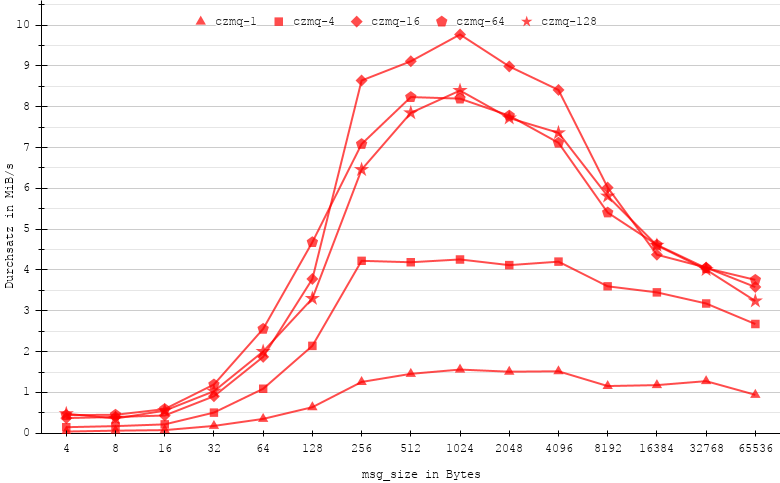 czmq-1 czmq-4 czmq-16 czmq-64 czmq-128
10
9
8
7
6
5
4
3
2
1
0
Durchsatz in MiB/s
4 8 16 32 64 128 256 512 1024 2048 4096 8192 16384 32768 65536
msg_size in Bytes